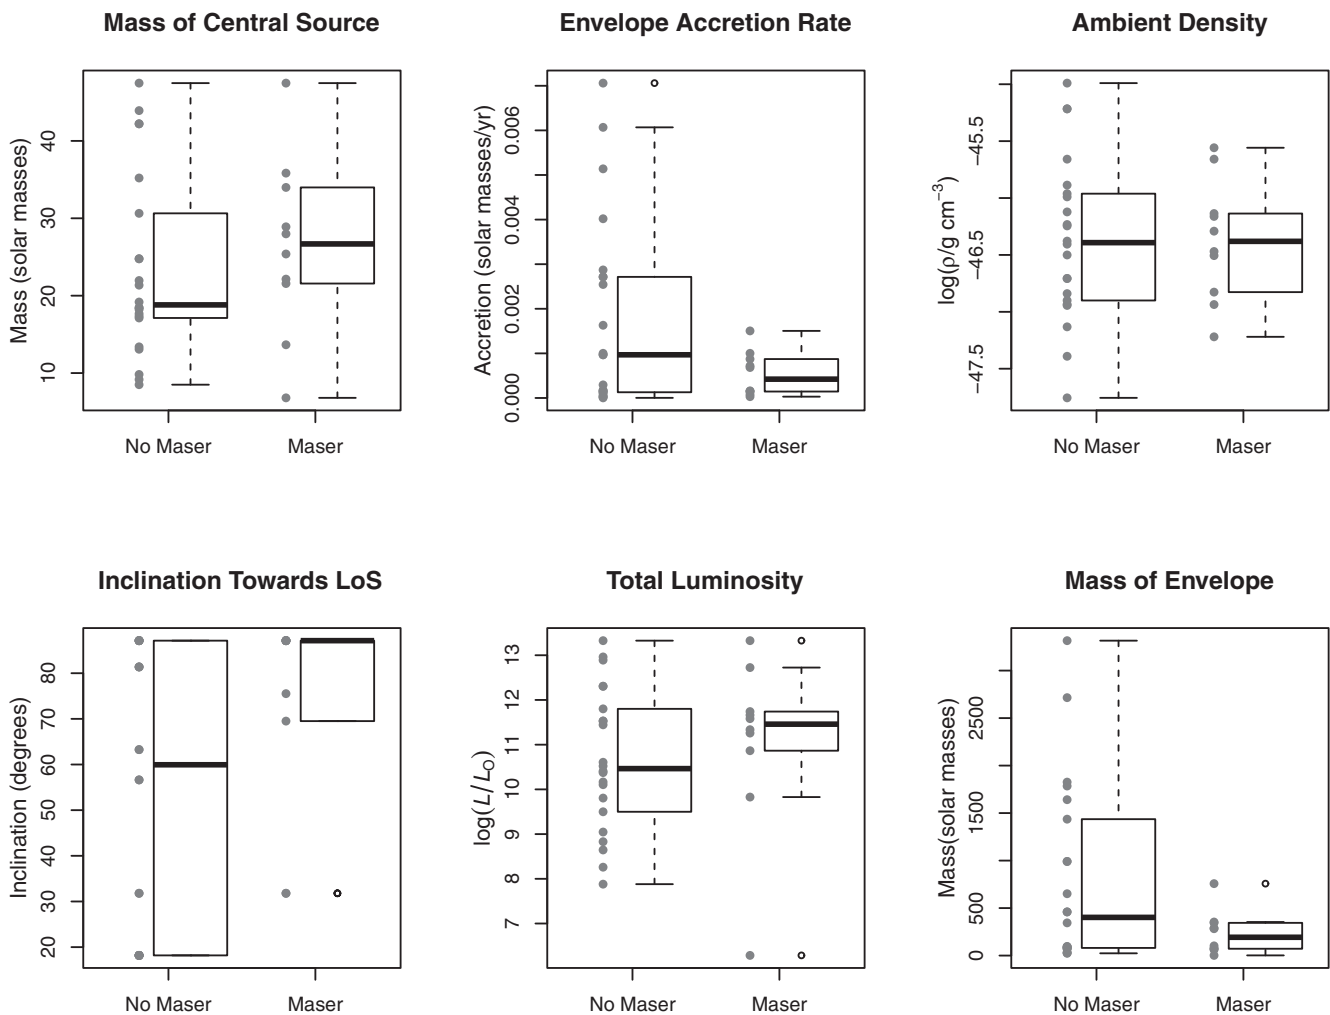 Mass of Central Source
Mass (solar masses)
10 20 30 40
No Maser Maser
Envelope Accretion Rate
Accretion (solar masses/yr)
0.000 0.002 0.004 0.006
No Maser Maser
Ambient Density
log(ρ/g cm⁻³)
−47.5 −46.5 −45.5
No Maser Maser
Inclination Towards LoS
Inclination (degrees)
20 30 40 50 60 70 80
No Maser Maser
Total Luminosity
log(L/L_O)
7 8 9 10 11 12 13
No Maser Maser
Mass of Envelope
Mass(solar masses)
0 500 1500 2500
No Maser Maser